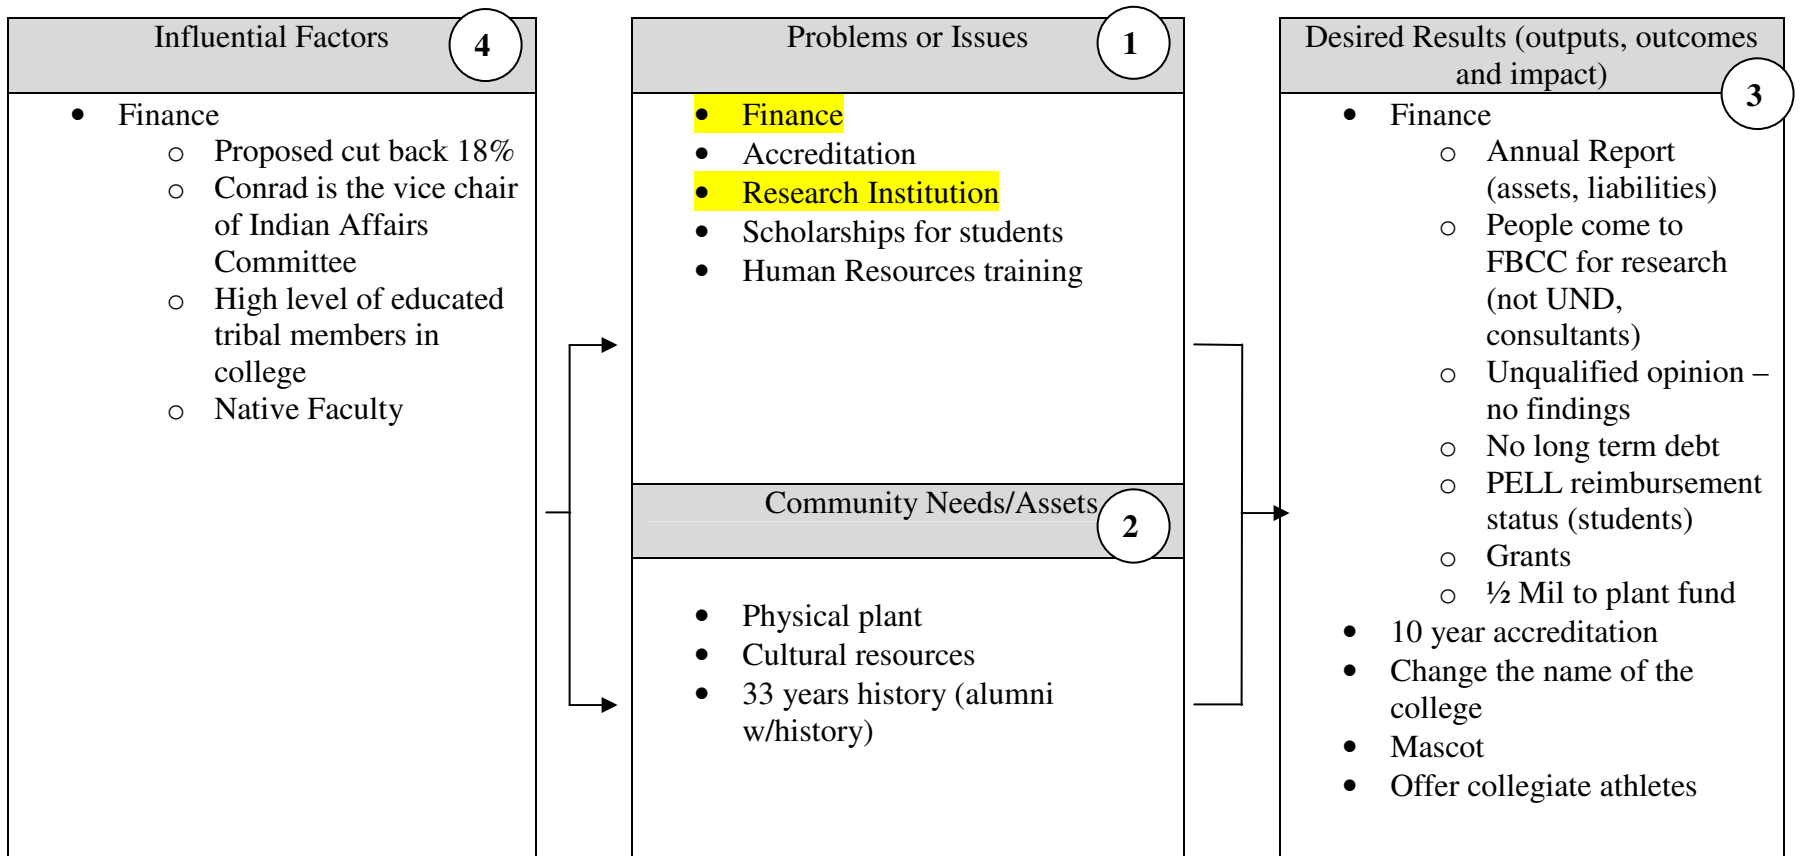 Influential Factors
4
• Finance
o Proposed cut back 18%
o Conrad is the vice chair
of Indian Affairs
Committee
o High level of educated
tribal members in
college
o Native Faculty
Problems or Issues
1
• Finance
• Accreditation
• Research Institution
• Scholarships for students
• Human Resources training
Community Needs/Assets
2
• Physical plant
• Cultural resources
• 33 years history (alumni
w/history)
Desired Results (outputs, outcomes
and impact)
3
• Finance
o Annual Report
(assets, liabilities)
o People come to
FBCC for research
(not UND,
consultants)
o Unqualified opinion –
no findings
o No long term debt
o PELL reimbursement
status (students)
o Grants
o ½ Mil to plant fund
• 10 year accreditation
• Change the name of the
college
• Mascot
• Offer collegiate athletes